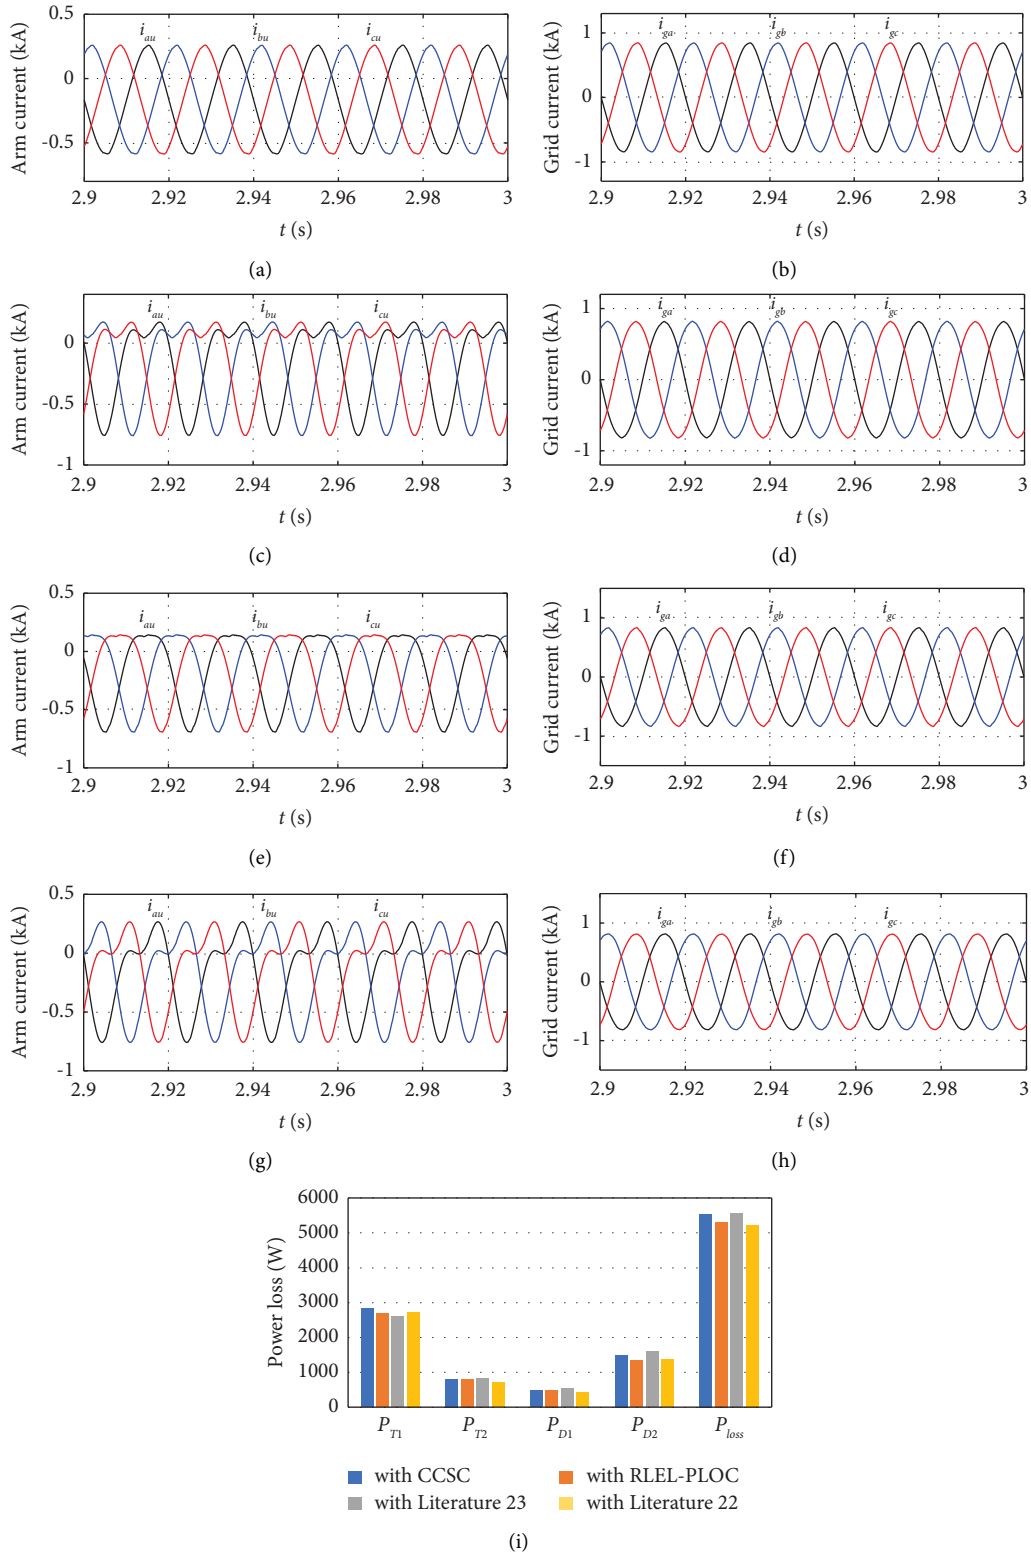 Arm current (kA)
0.5
0
-0.5
i_au
i_bu
i_cu
2.9 2.92 2.94 2.96 2.98 3
t (s)
(a)
Grid current (kA)
1
0
-1
i_ga
i_gb
i_gc
2.9 2.92 2.94 2.96 2.98 3
t (s)
(b)
Arm current (kA)
0
-0.5
-1
i_au
i_bu
i_cu
2.9 2.92 2.94 2.96 2.98 3
t (s)
(c)
Grid current (kA)
1
0
-1
i_ga
i_gb
i_gc
2.9 2.92 2.94 2.96 2.98 3
t (s)
(d)
Arm current (kA)
0.5
0
-0.5
-1
i_au
i_bu
i_cu
2.9 2.92 2.94 2.96 2.98 3
t (s)
(e)
Grid current (kA)
1
0
-1
i_ga
i_gb
i_gc
2.9 2.92 2.94 2.96 2.98 3
t (s)
(f)
Arm current (kA)
0.5
0
-0.5
-1
i_au
i_bu
i_cu
2.9 2.92 2.94 2.96 2.98 3
t (s)
(g)
Grid current (kA)
1
0
-1
i_ga
i_gb
i_gc
2.9 2.92 2.94 2.96 2.98 3
t (s)
(h)
Power loss (W)
6000
5000
4000
3000
2000
1000
0
P_T1 P_T2 P_D1 P_D2 P_loss
with CCSC
with RLEL-PLOC
with Literature 23
with Literature 22
(i)